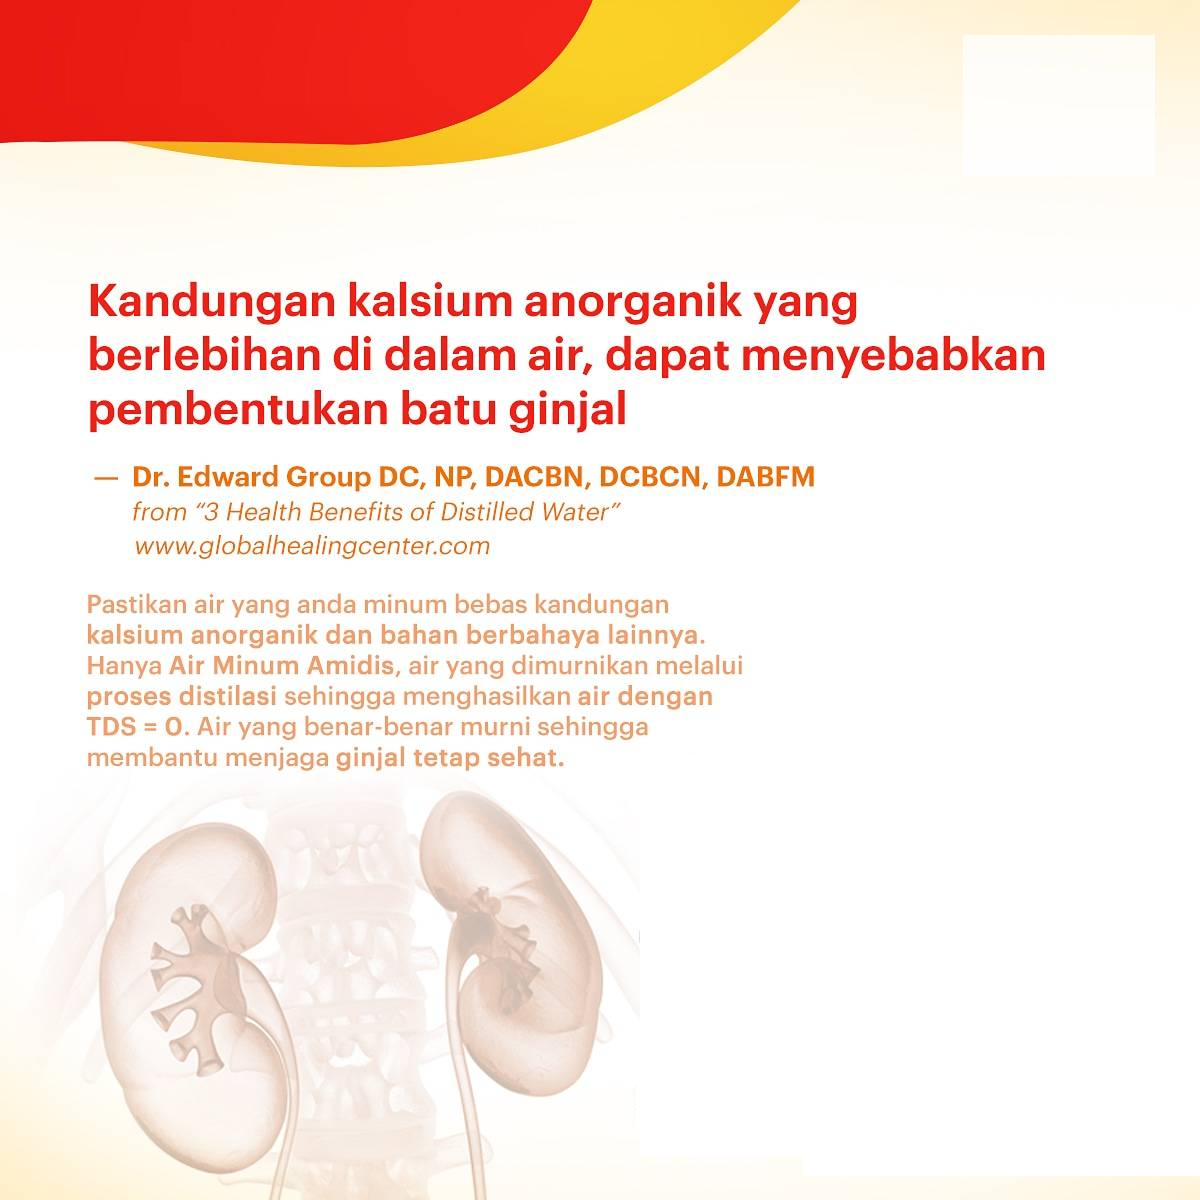 Kandungan kalsium anorganik yang
berlebihan di dalam air, dapat menyebabkan
pembentukan batu ginjal
— Dr. Edward Group DC, NP, DACBN, DCBCN, DABFM
from “3 Health Benefits of Distilled Water”
www.globalhealingcenter.com
Pastikan air yang anda minum bebas kandungan
kalsium anorganik dan bahan berbahaya lainnya.
Hanya Air Minum Amidis, air yang dimurnikan melalui
proses distilasi sehingga menghasilkan air dengan
TDS = 0. Air yang benar-benar murni sehingga
membantu menjaga ginjal tetap sehat.